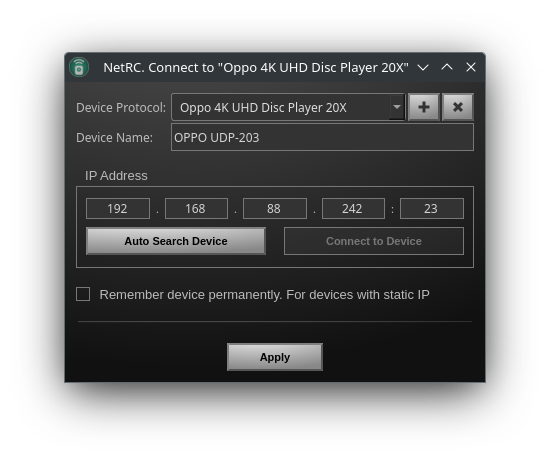 NetRC. Connect to "Oppo 4K UHD Disc Player 20X"
Device Protocol: Oppo 4K UHD Disc Player 20X
Device Name: OPPO UDP-203
IP Address
192 . 168 . 88 . 242 : 23
Auto Search Device Connect to Device
Remember device permanently. For devices with static IP
Apply